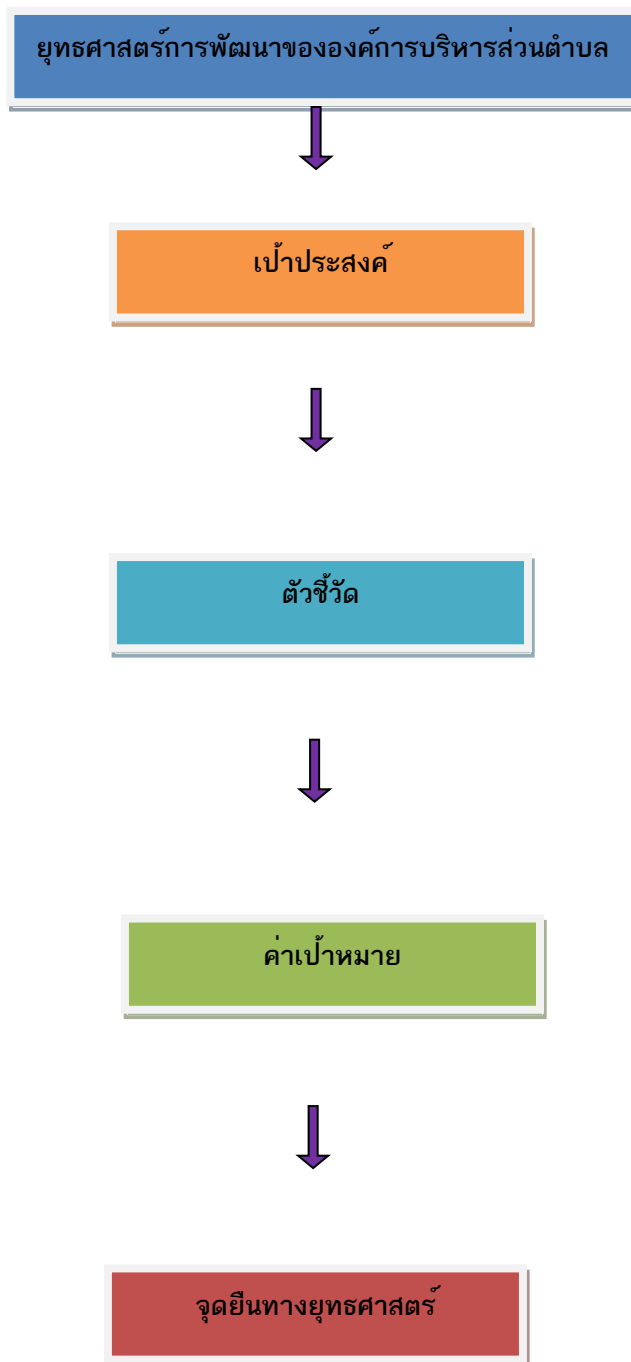 ยุทธศาสตร์การพัฒนาขององค์การบริหารส่วนตำบล
เป้าประสงค์
ตัวชี้วัด
ค่าเป้าหมาย
จุดยืนทางยุทธศาสตร์